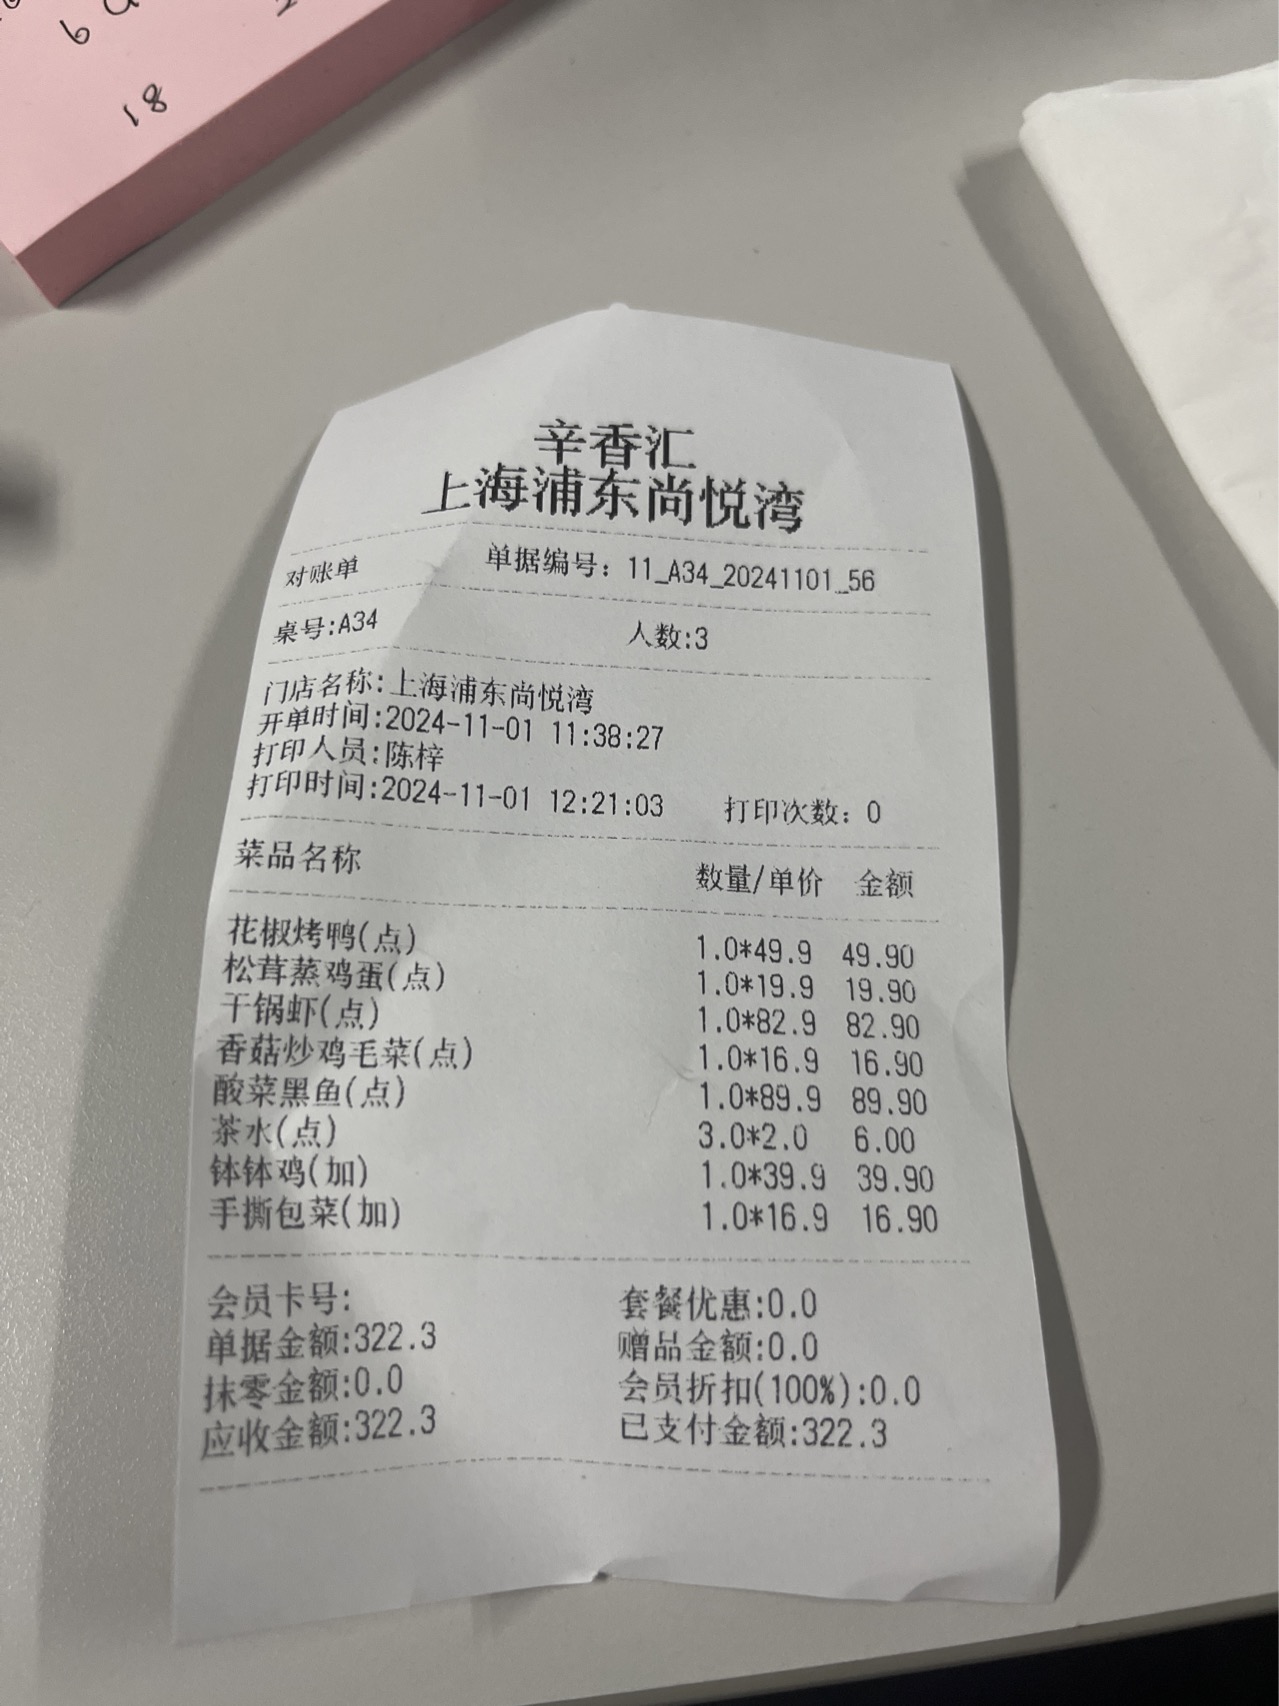 18
辛香汇
上海浦东尚悦湾
对账单 单据编号：11_A34_20241101_56
桌号:A34 人数:3
门店名称:上海浦东尚悦湾
开单时间:2024-11-01 11:38:27
打印人员:陈梓
打印时间:2024-11-01 12:21:03 打印次数：0
菜品名称 数量/单价 金额
花椒烤鸭(点) 1.0*49.9 49.90
松茸蒸鸡蛋(点) 1.0*19.9 19.90
干锅虾(点) 1.0*82.9 82.90
香菇炒鸡毛菜(点) 1.0*16.9 16.90
酸菜黑鱼(点) 1.0*89.9 89.90
茶水(点) 3.0*2.0 6.00
钵钵鸡(加) 1.0*39.9 39.90
手撕包菜(加) 1.0*16.9 16.90
会员卡号: 套餐优惠:0.0
单据金额:322.3 赠品金额:0.0
抹零金额:0.0 会员折扣(100%):0.0
应收金额:322.3 已支付金额:322.3